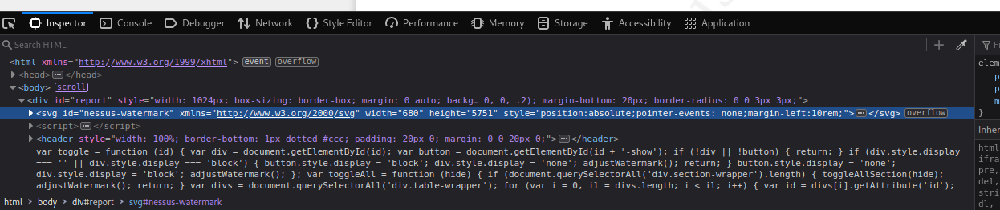 Inspector Console Debugger Network Style Editor Performance Memory Storage Accessibility Application
Search HTML
<html xmlns="http://www.w3.org/1999/xhtml"> event overflow
<head></head>
<body> scroll
<div id="report" style="width: 1024px; box-sizing: border-box; margin: 0 auto; backg… 0, 0, .2); margin-bottom: 20px; border-radius: 0 0 3px 3px;">
<svg id="nessus-watermark" xmlns="http://www.w3.org/2000/svg" width="680" height="5751" style="position:absolute;pointer-events: none;margin-left:10rem;"></svg> overflow
<script></script>
<header style="width: 100%; border-bottom: 1px dotted #ccc; padding: 20px 0; margin: 0 0 20px 0;"></header>
var toggle = function (id) { var div = document.getElementById(id); var button = document.getElementById(id + '-show'); if (!div || !button) { return; } if (div.style.display
=== '' || div.style.display === 'block') { button.style.display = 'block'; div.style.display = 'none'; adjustWatermark(); return; } button.style.display = 'none';
div.style.display = 'block'; adjustWatermark(); }; var toggleAll = function (hide) { if (document.querySelectorAll('div.section-wrapper').length) { toggleAllSection(hide);
adjustWatermark(); return; } var divs = document.querySelectorAll('div.table-wrapper'); for (var i = 0, il = divs.length; i < il; i++) { var id = divs[i].getAttribute('id');
html body div#report svg#nessus-watermark
Fi
elem
p
p
m
}
Inher
html
ifra
pre,
del,
stri
dl,